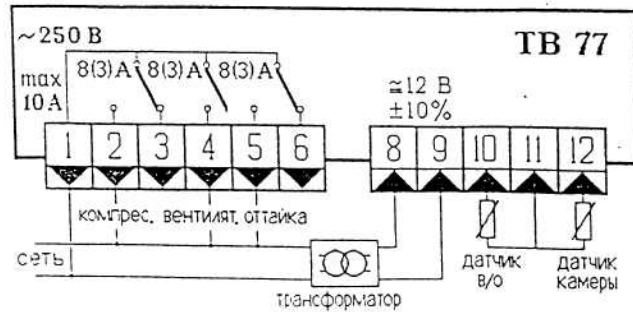 ~250 В
ТВ 77
8(3)А 8(3)А 8(3)А
max
10 А
≅12 В
±10%
1 2 3 4 5 6 8 9 10 11 12
компрес. вентилят. оттайка
сеть
трансформатор
датчик
в/о
датчик
камеры